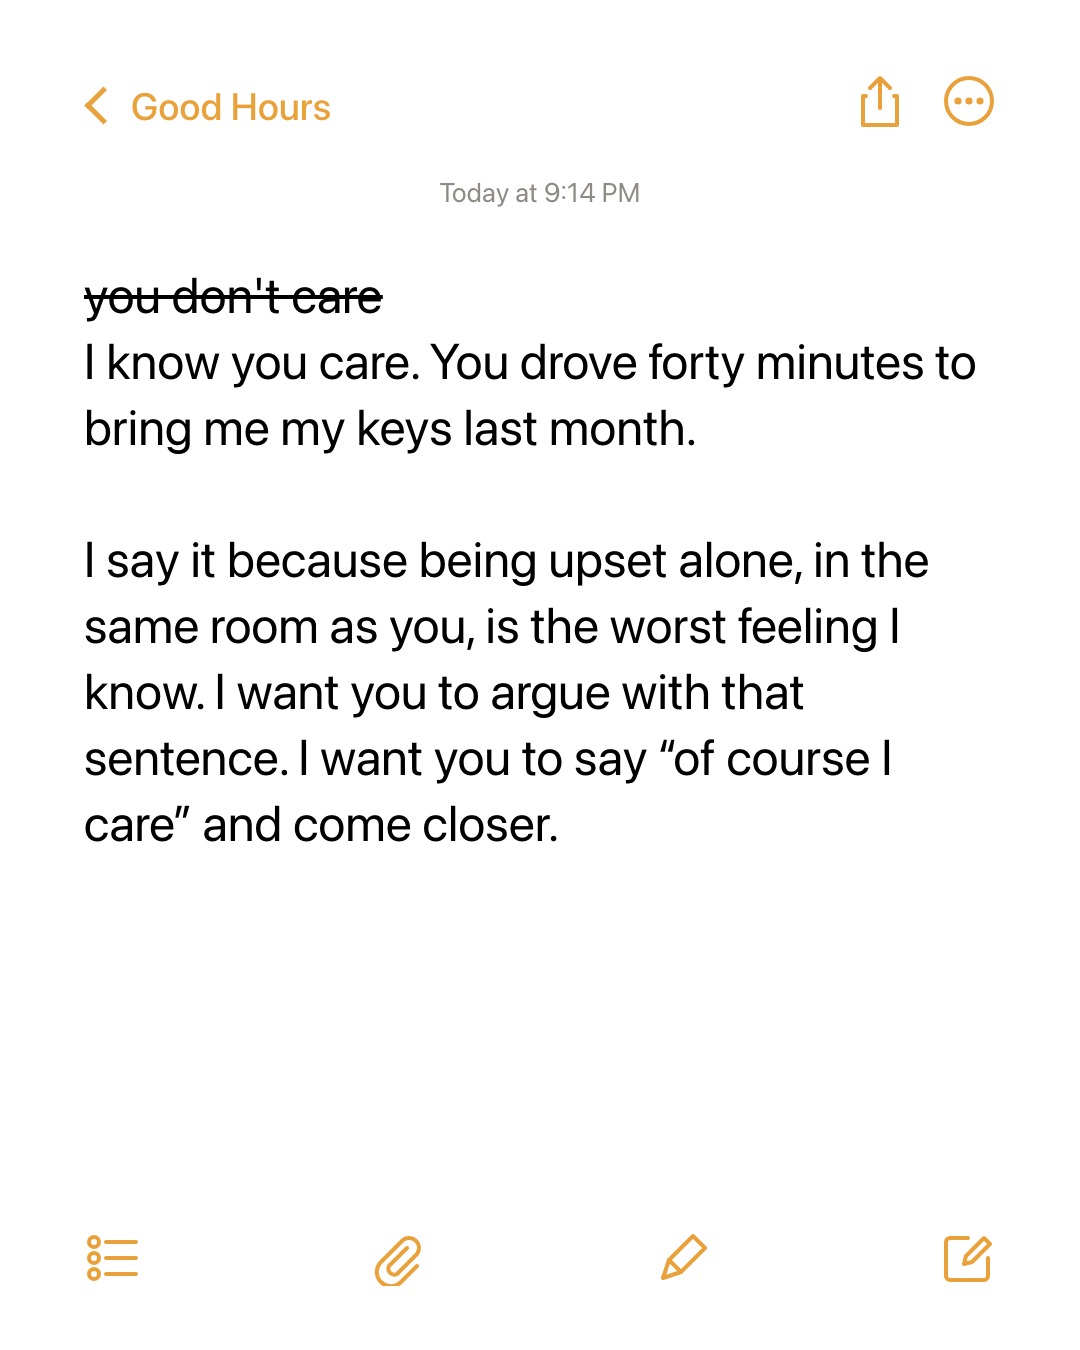 Good Hours
Today at 9:14 PM
you don't care
I know you care. You drove forty minutes to
bring me my keys last month.
I say it because being upset alone, in the
same room as you, is the worst feeling I
know. I want you to argue with that
sentence. I want you to say “of course I
care” and come closer.